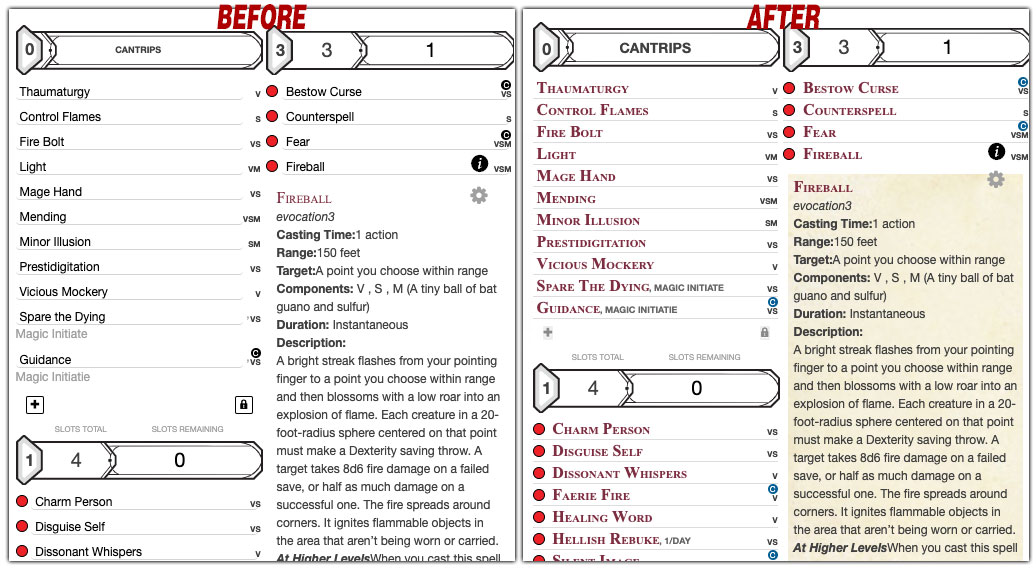 BEFORE
0
CANTRIPS
Thaumaturgy V
Control Flames S
Fire Bolt VS
Light VM
Mage Hand VS
Mending VSM
Minor Illusion SM
Prestidigitation VS
Vicious Mockery V
Spare the Dying VS
Magic Initiate
Guidance C VS
Magic Initiatie
SLOTS TOTAL SLOTS REMAINING
1 4 0
Charm Person VS
Disguise Self VS
Dissonant Whispers V
3 3 1
Bestow Curse C VS
Counterspell S
Fear C VSM
Fireball i VSM
FIREBALL
evocation3
Casting Time:1 action
Range:150 feet
Target:A point you choose within range
Components: V , S , M (A tiny ball of bat
guano and sulfur)
Duration: Instantaneous
Description:
A bright streak flashes from your pointing
finger to a point you choose within range
and then blossoms with a low roar into an
explosion of flame. Each creature in a 20-
foot-radius sphere centered on that point
must make a Dexterity saving throw. A
target takes 8d6 fire damage on a failed
save, or half as much damage on a
successful one. The fire spreads around
corners. It ignites flammable objects in
the area that aren't being worn or carried.
At Higher LevelsWhen you cast this spell
AFTER
0
CANTRIPS
THAUMATURGY V
CONTROL FLAMES S
FIRE BOLT VS
LIGHT VM
MAGE HAND VS
MENDING VSM
MINOR ILLUSION SM
PRESTIDIGITATION VS
VICIOUS MOCKERY V
SPARE THE DYING, MAGIC INITIATE VS
GUIDANCE, MAGIC INITIATIE C VS
SLOTS TOTAL SLOTS REMAINING
1 4 0
CHARM PERSON VS
DISGUISE SELF VS
DISSONANT WHISPERS V
FAERIE FIRE C V
HEALING WORD V
HELLISH REBUKE, 1/DAY VS
SILENT IMAGE C
3 3 1
BESTOW CURSE C VS
COUNTERSPELL S
FEAR C VSM
FIREBALL i VSM
FIREBALL
evocation3
Casting Time:1 action
Range:150 feet
Target:A point you choose within range
Components: V , S , M (A tiny ball of bat
guano and sulfur)
Duration: Instantaneous
Description:
A bright streak flashes from your pointing
finger to a point you choose within range
and then blossoms with a low roar into an
explosion of flame. Each creature in a 20-
foot-radius sphere centered on that point
must make a Dexterity saving throw. A
target takes 8d6 fire damage on a failed
save, or half as much damage on a
successful one. The fire spreads around
corners. It ignites flammable objects in
the area that aren't being worn or carried.
At Higher LevelsWhen you cast this spell